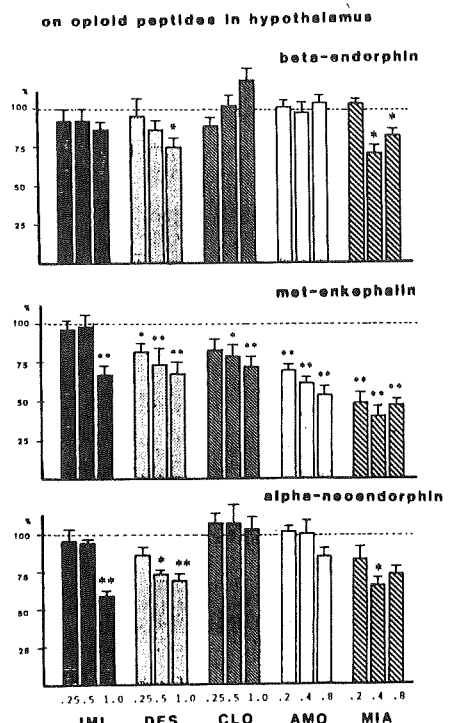 on opioid peptides in hypothalamus
beta-endorphin
%
100
75
50
25
*
* *
met-enkephalin
%
100
75
50
25
** * ** ** * ** ** ** ** ** ** **
alpha-neoendorphin
%
100
75
50
25
** * ** *
.25 .5 1.0 .25 .5 1.0 .25 .5 1.0 .2 .4 .8 .2 .4 .8
IMI DES CLO AMO MIA